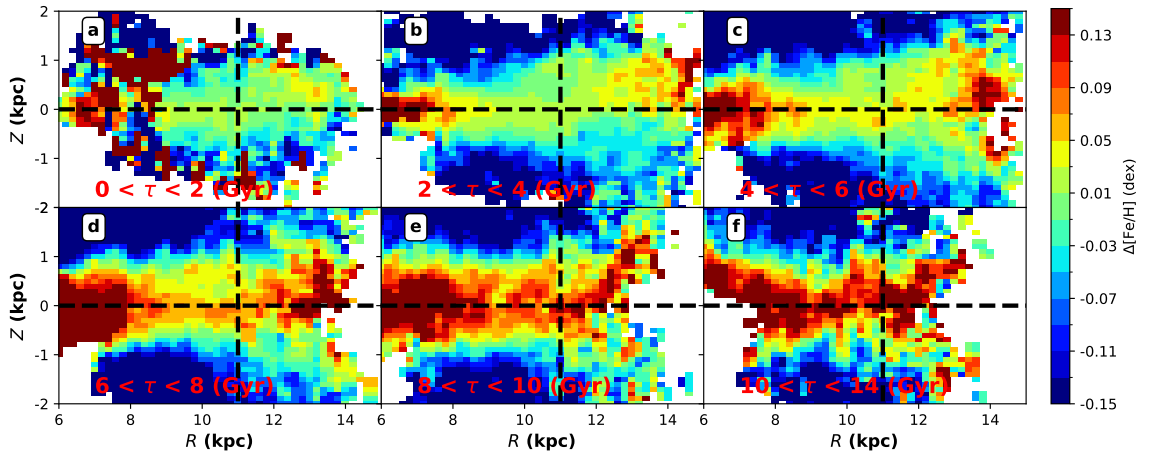 a
b
c
0 < τ < 2 (Gyr)
2 < τ < 4 (Gyr)
4 < τ < 6 (Gyr)
d
e
f
6 < τ < 8 (Gyr)
8 < τ < 10 (Gyr)
10 < τ < 14 (Gyr)
2
1
0
-1
-2
Z (kpc)
2
1
0
-1
-2
Z (kpc)
6 8 10 12 14
R (kpc)
6 8 10 12 14
R (kpc)
6 8 10 12 14
R (kpc)
0.13
0.09
0.05
0.01
-0.03
-0.07
-0.11
-0.15
Δ[Fe/H] (dex)